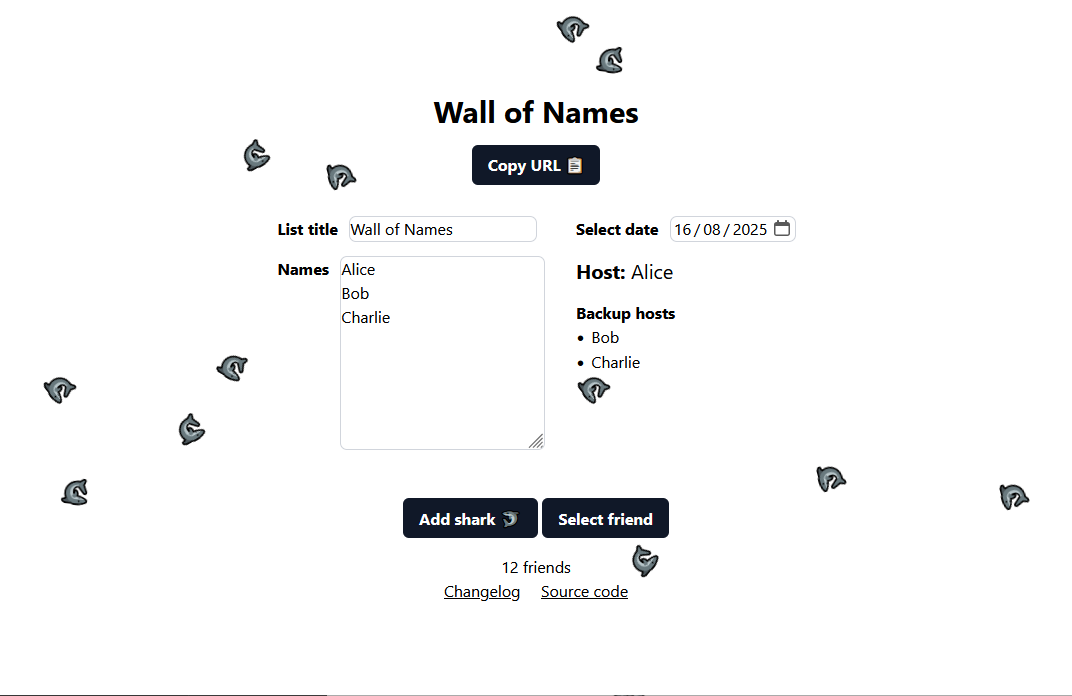 Wall of Names
Copy URL
List title Wall of Names
Select date 16/08/2025
Names Alice
Bob
Charlie
Host: Alice
Backup hosts
• Bob
• Charlie
Add shark Select friend
12 friends
Changelog Source code